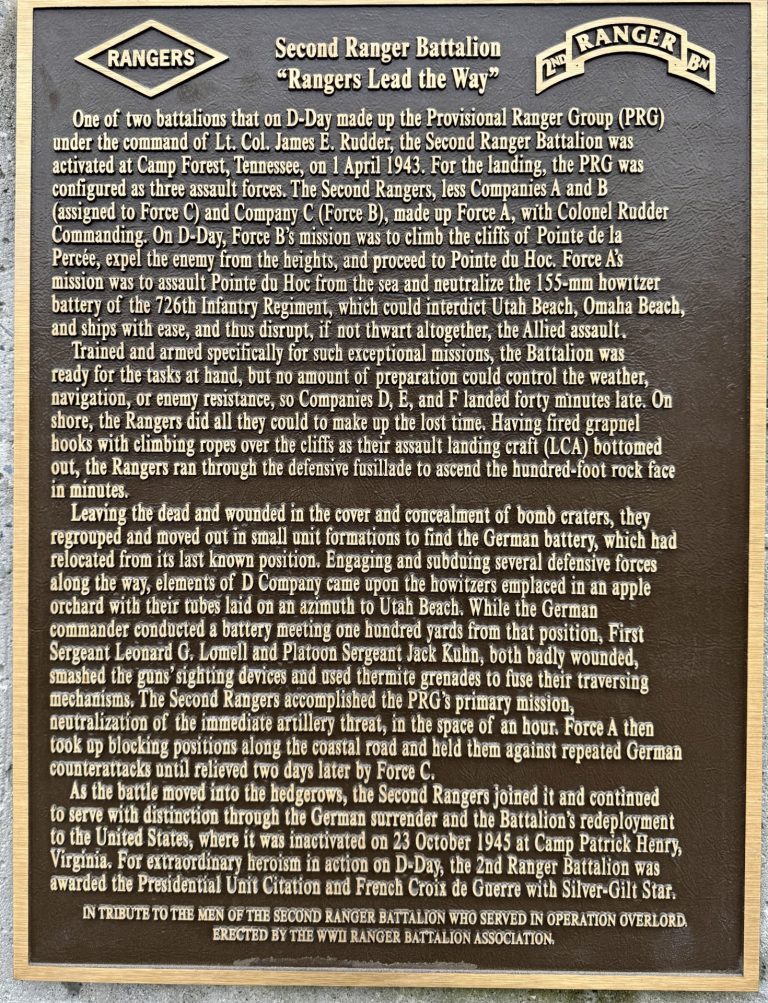 RANGERS
Second Ranger Battalion
2ND RANGER BN
"Rangers Lead the Way"
One of two battalions that on D-Day made up the Provisional Ranger Group (PRG)
under the command of Lt. Col. James E. Rudder, the Second Ranger Battalion was
activated at Camp Forest, Tennessee, on 1 April 1943. For the landing, the PRG was
configured as three assault forces. The Second Rangers, less Companies A and B
(assigned to Force C) and Company C (Force B), made up Force A, with Colonel Rudder
Commanding. On D-Day, Force B's mission was to climb the cliffs of Pointe de la
Percée, expel the enemy from the heights, and proceed to Pointe du Hoc. Force A's
mission was to assault Pointe du Hoc from the sea and neutralize the 155-mm howitzer
battery of the 726th Infantry Regiment, which could interdict Utah Beach, Omaha Beach,
and ships with ease, and thus disrupt, if not thwart altogether, the Allied assault.
Trained and armed specifically for such exceptional missions, the Battalion was
ready for the tasks at hand, but no amount of preparation could control the weather,
navigation, or enemy resistance, so Companies D, E, and F landed forty minutes late. On
shore, the Rangers did all they could to make up the lost time. Having fired grapnel
hooks with climbing ropes over the cliffs as their assault landing craft (LCA) bottomed
out, the Rangers ran through the defensive fusillade to ascend the hundred-foot rock face
in minutes.
Leaving the dead and wounded in the cover and concealment of bomb craters, they
regrouped and moved out in small unit formations to find the German battery, which had
relocated from its last known position. Engaging and subduing several defensive forces
along the way, elements of D Company came upon the howitzers emplaced in an apple
orchard with their tubes laid on an azimuth to Utah Beach. While the German
commander conducted a battery meeting one hundred yards from that position, First
Sergeant Leonard G. Lomell and Platoon Sergeant Jack Kuhn, both badly wounded,
smashed the guns' sighting devices and used thermite grenades to fuse their traversing
mechanisms. The Second Rangers accomplished the PRG's primary mission,
neutralization of the immediate artillery threat, in the space of an hour. Force A then
took up blocking positions along the coastal road and held them against repeated German
counterattacks until relieved two days later by Force C.
As the battle moved into the hedgerows, the Second Rangers joined it and continued
to serve with distinction through the German surrender and the Battalion's redeployment
to the United States, where it was inactivated on 23 October 1945 at Camp Patrick Henry,
Virginia. For extraordinary heroism in action on D-Day, the 2nd Ranger Battalion was
awarded the Presidential Unit Citation and French Croix de Guerre with Silver-Gilt Star.
IN TRIBUTE TO THE MEN OF THE SECOND RANGER BATTALION WHO SERVED IN OPERATION OVERLORD.
ERECTED BY THE WWII RANGER BATTALION ASSOCIATION.